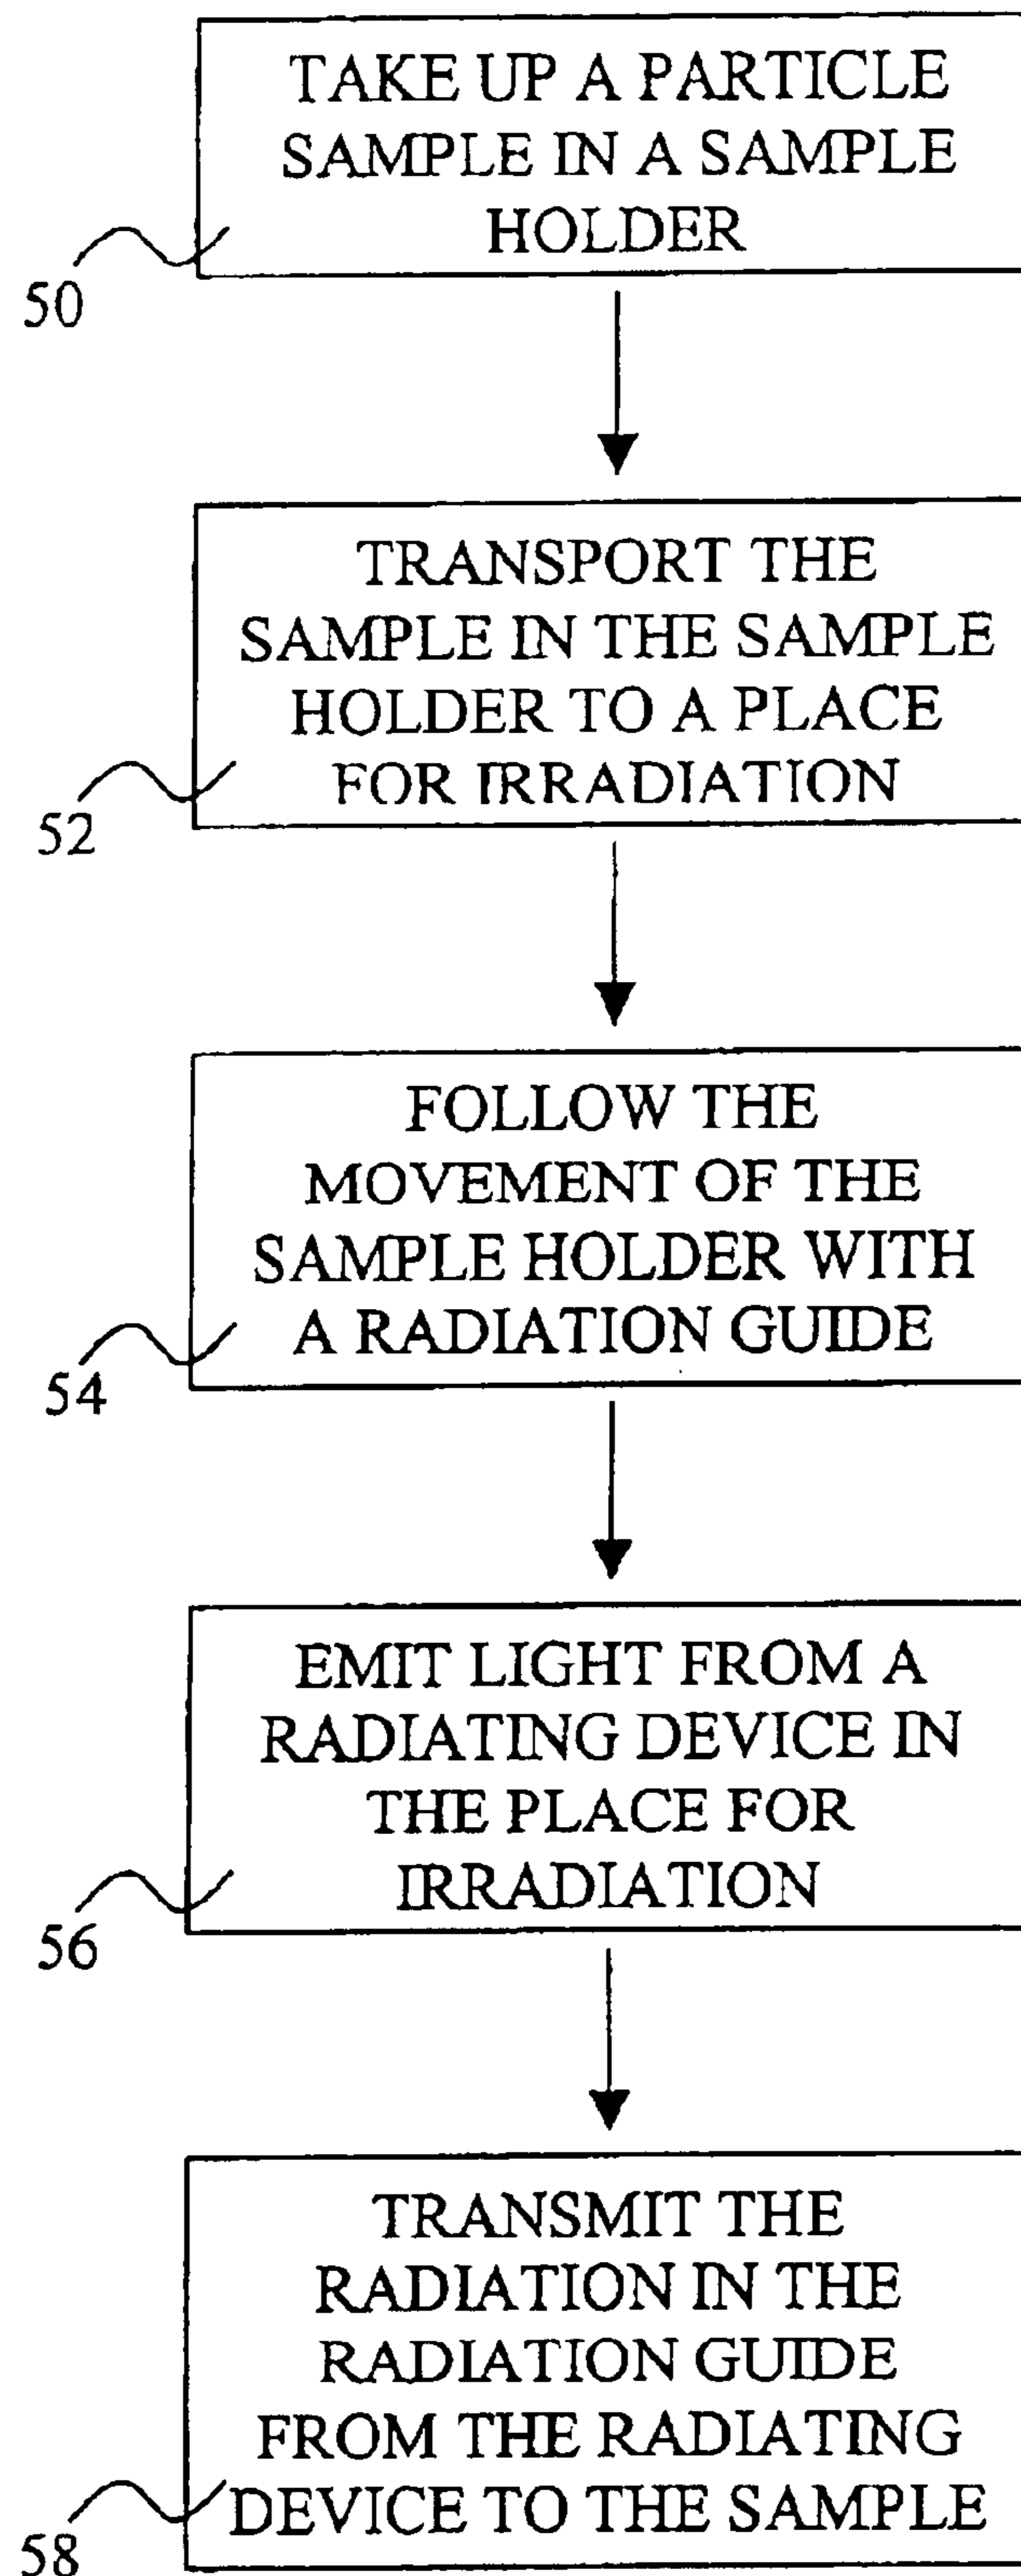 TAKE UP A PARTICLE
SAMPLE IN A SAMPLE
HOLDER
50
TRANSPORT THE
SAMPLE IN THE SAMPLE
HOLDER TO A PLACE
FOR IRRADIATION
52
FOLLOW THE
MOVEMENT OF THE
SAMPLE HOLDER WITH
A RADIATION GUIDE
54
EMIT LIGHT FROM A
RADIATING DEVICE IN
THE PLACE FOR
IRRADIATION
56
TRANSMIT THE
RADIATION IN THE
RADIATION GUIDE
FROM THE RADIATING
DEVICE TO THE SAMPLE
58